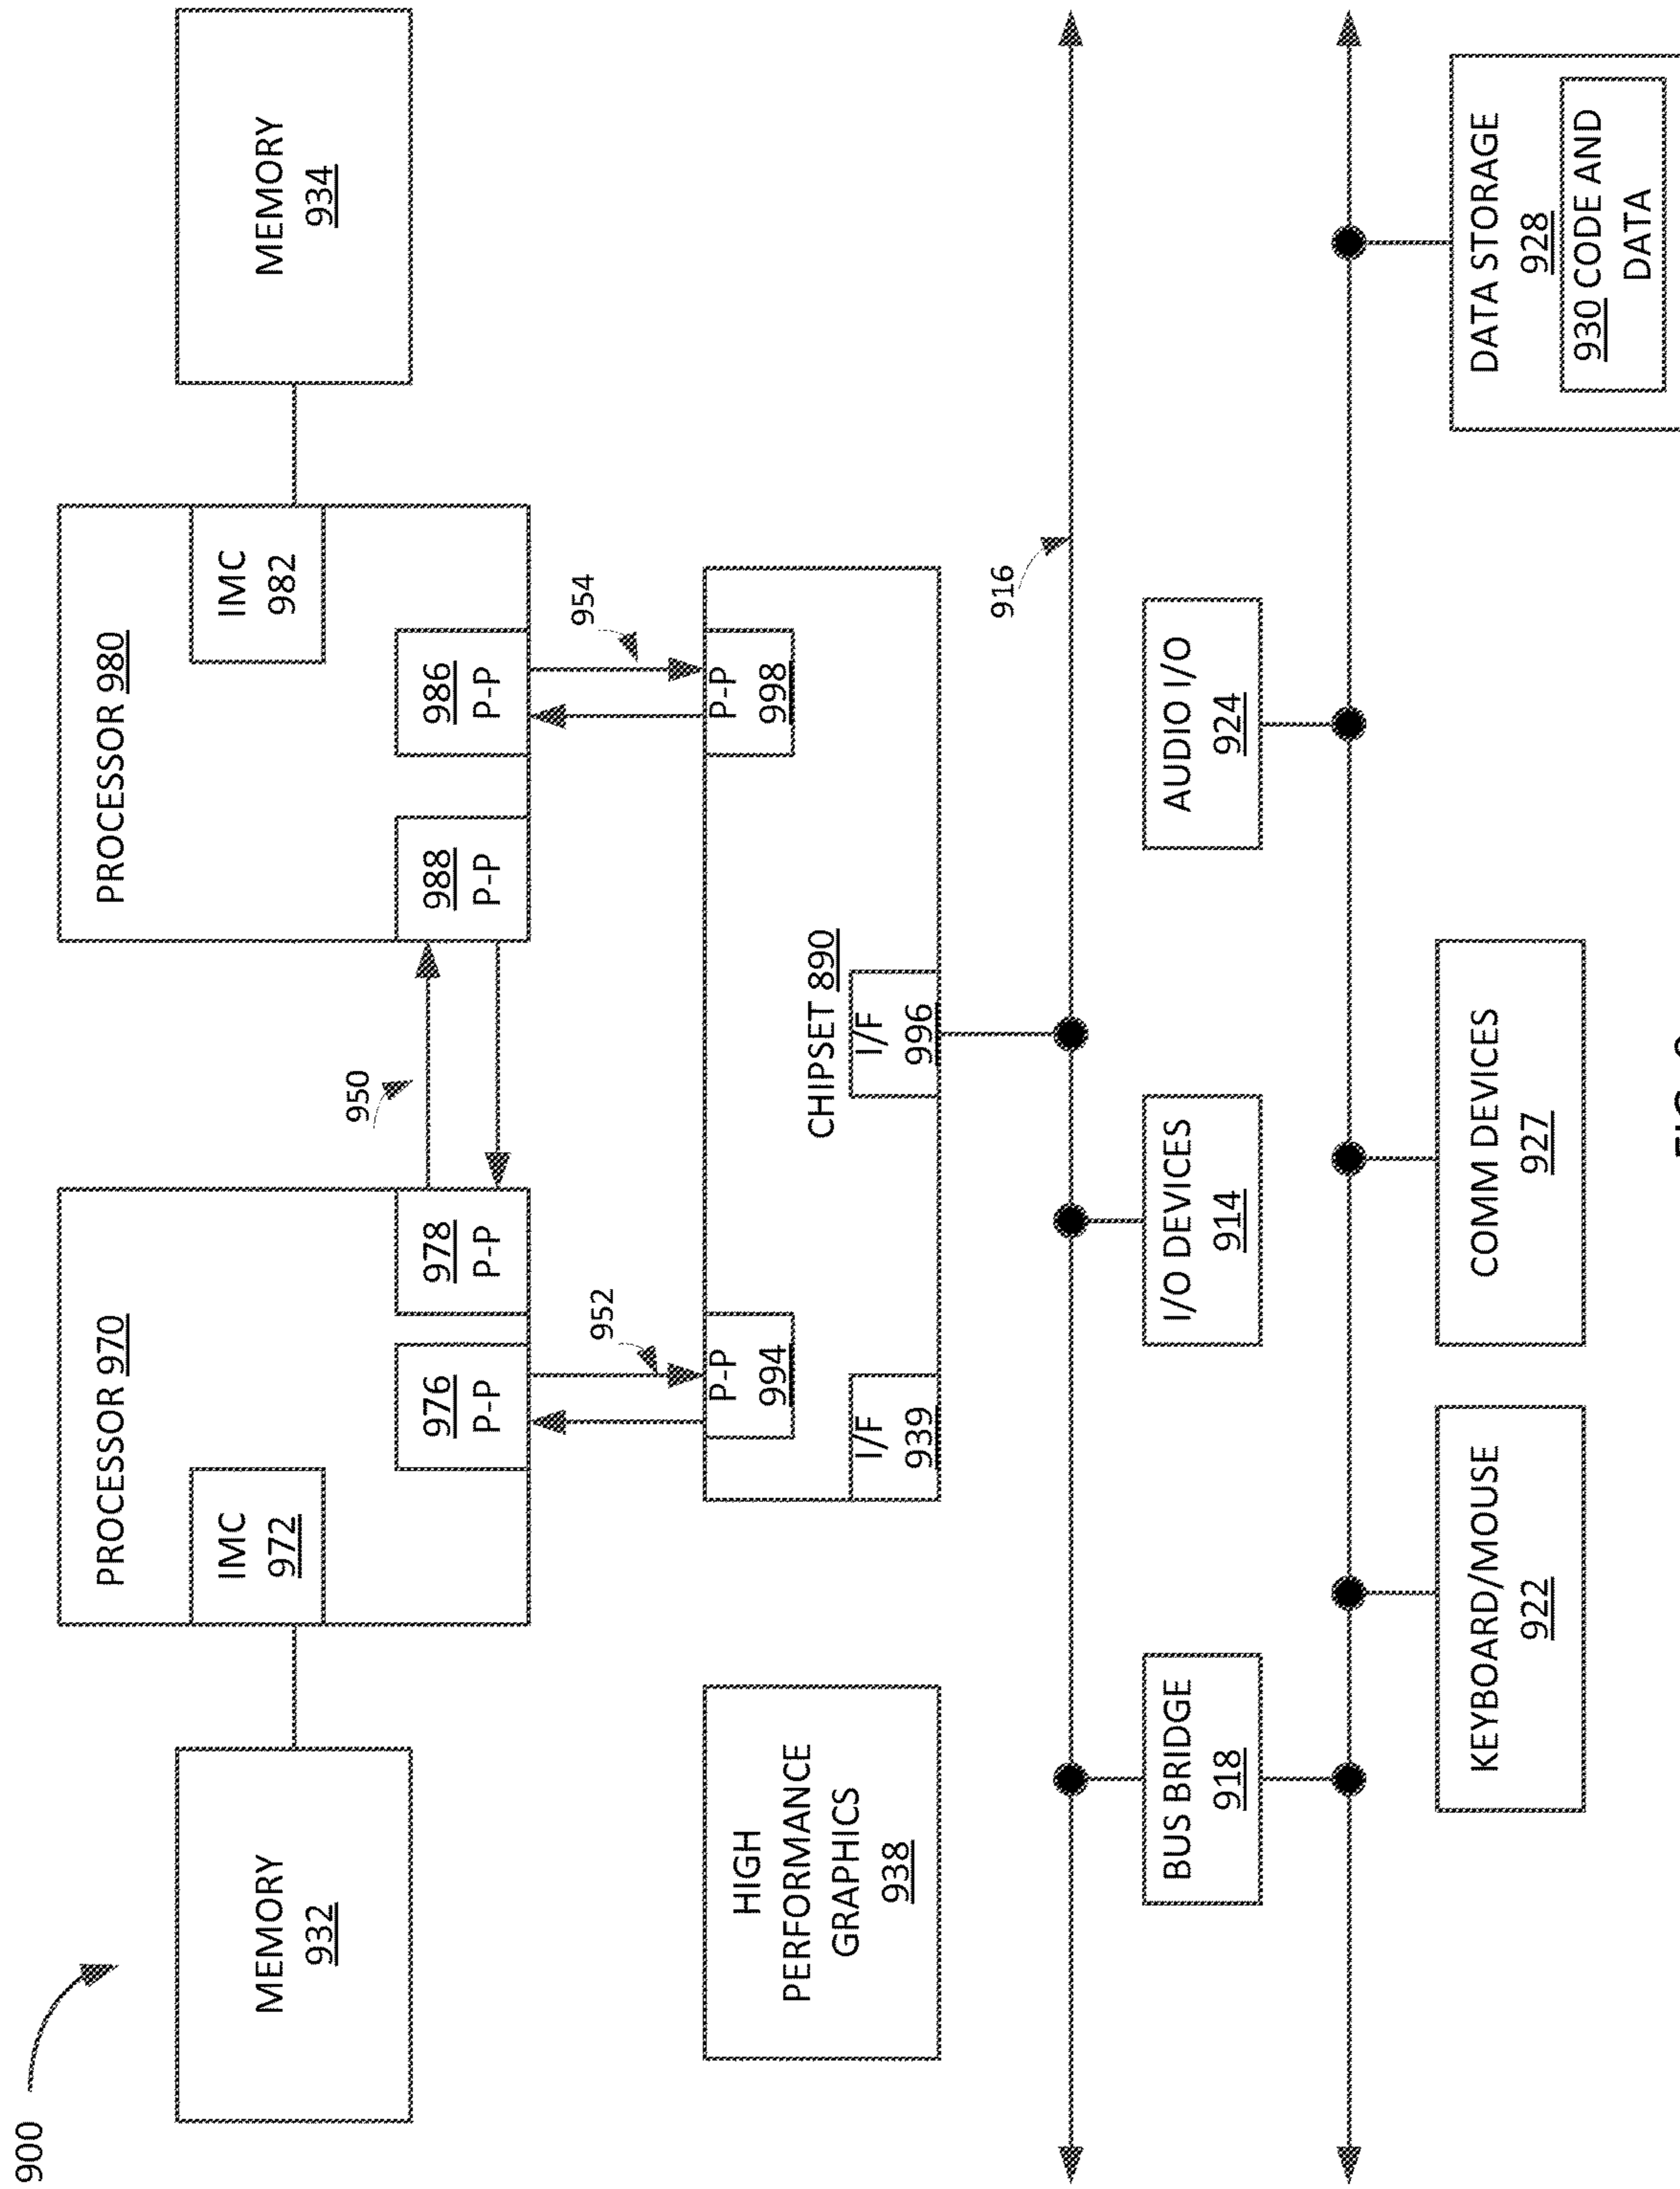 900
MEMORY
932
PROCESSOR 970
IMC
972
976
P-P
978
P-P
950
PROCESSOR 980
988
P-P
986
P-P
IMC
982
MEMORY
934
952
954
HIGH
PERFORMANCE
GRAPHICS
938
P-P
994
P-P
998
CHIPSET 890
I/F
939
I/F
996
916
BUS BRIDGE
918
I/O DEVICES
914
AUDIO I/O
924
KEYBOARD/MOUSE
922
COMM DEVICES
927
DATA STORAGE
928
930 CODE AND
DATA